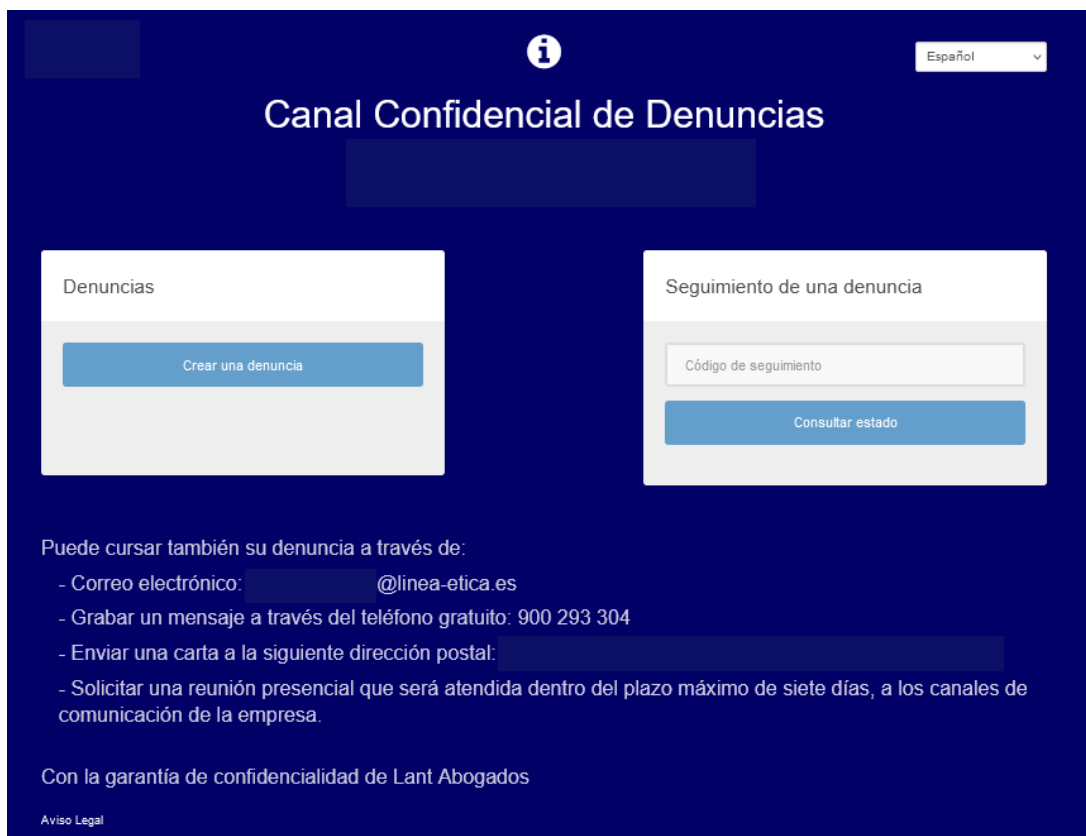 Español
Canal Confidencial de Denuncias
Denuncias
Crear una denuncia
Seguimiento de una denuncia
Código de seguimiento
Consultar estado
Puede cursar también su denuncia a través de:
- Correo electrónico: @linea-etica.es
- Grabar un mensaje a través del teléfono gratuito: 900 293 304
- Enviar una carta a la siguiente dirección postal:
- Solicitar una reunión presencial que será atendida dentro del plazo máximo de siete días, a los canales de
comunicación de la empresa.
Con la garantía de confidencialidad de Lant Abogados
Aviso Legal